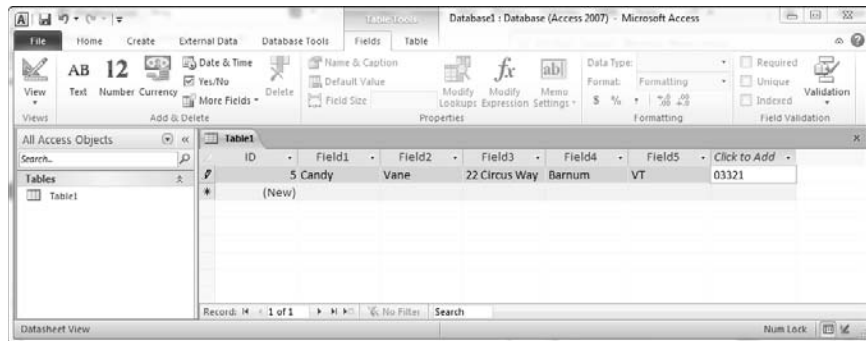 Table Tools
Database1 : Database (Access 2007) - Microsoft Access
File Home Create External Data Database Tools Fields Table
View
AB Text
12 Number
Currency
Date & Time
Yes/No
More Fields
Delete
Name & Caption
Default Value
Field Size
Modify Lookups
fx Modify Expression
ab Memo Settings
Data Type:
Format: Formatting
$ %
Required
Unique
Indexed
Validation
Views Add & Delete Properties Formatting Field Validation
All Access Objects
Search...
Tables
Table1
Table1
ID Field1 Field2 Field3 Field4 Field5 Click to Add
5 Candy Vane 22 Circus Way Barnum VT 03321
(New)
Record: 1 of 1 No Filter Search
Datasheet View Num Lock